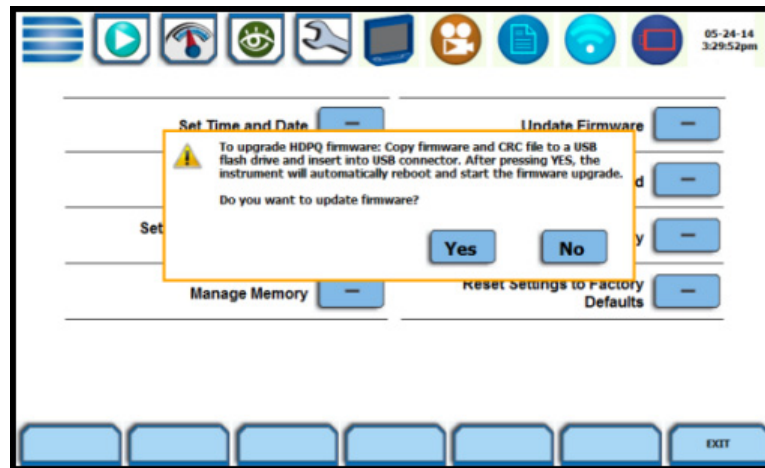 05-24-14
3:29:52pm
Set Time and Date
Update Firmware
To upgrade HDPQ firmware: Copy firmware and CRC file to a USB
flash drive and insert into USB connector. After pressing YES, the
instrument will automatically reboot and start the firmware upgrade.
d
Do you want to update firmware?
Set
Yes
No
y
Manage Memory
Reset Settings to Factory
Defaults
EXIT